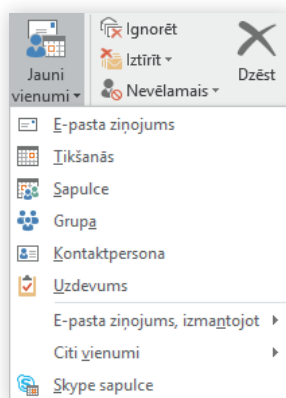 Jauni
vienumi
Ignorēt
Iztīrīt
Nevēlamais
Dzēst
E-pasta ziņojums
Tikšanās
Sapulce
Grupa
Kontaktpersona
Uzdevums
E-pasta ziņojums, izmantojot
Citi vienumi
Skype sapulce